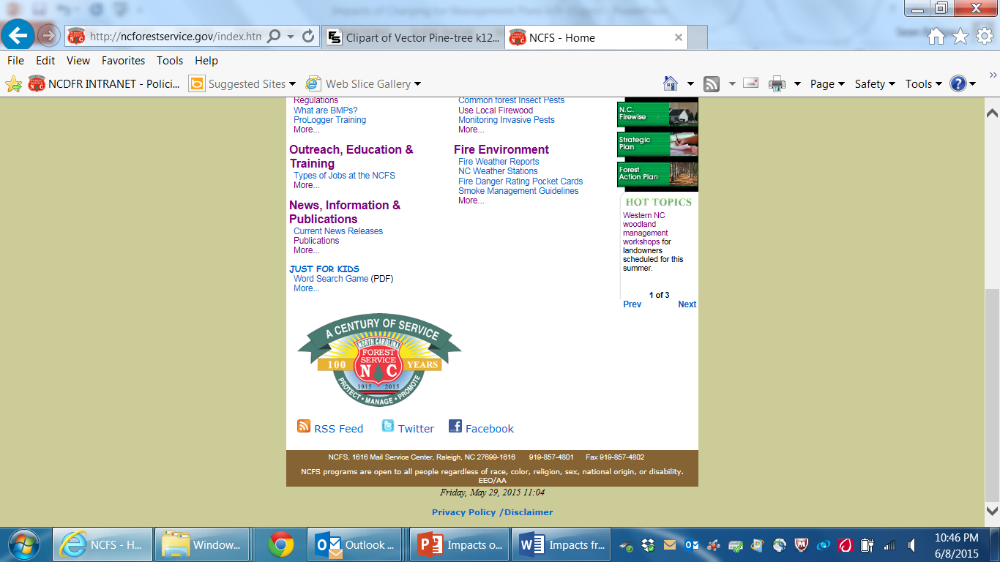 http://ncforestservice.gov/index.htm
Clipart of Vector Pine-tree k12...
NCFS - Home
File Edit View Favorites Tools Help
NCDFR INTRANET - Polici...
Suggested Sites
Web Slice Gallery
Page Safety Tools
Regulations
What are BMPs?
ProLogger Training
More...
Outreach, Education &
Training
Types of Jobs at the NCFS
More...
News, Information &
Publications
Current News Releases
Publications
More...
JUST FOR KIDS
Word Search Game (PDF)
More...
Common forest Insect Pests
Use Local Firewood
Monitoring Invasive Pests
More...
Fire Environment
Fire Weather Reports
NC Weather Stations
Fire Danger Rating Pocket Cards
Smoke Management Guidelines
More...
N.C.
Firewise
Strategic
Plan
Forest
Action Plan
HOT TOPICS
Western NC
woodland
management
workshops for
landowners
scheduled for this
summer.
1 of 3
Prev Next
A CENTURY OF SERVICE
NORTH CAROLINA
FOREST
SERVICE
100 YEARS
N C
1915 2015
PROTECT • MANAGE • PROMOTE
RSS Feed Twitter Facebook
NCFS, 1616 Mail Service Center, Raleigh, NC 27699-1616 919-857-4801 Fax 919-857-4802
NCFS programs are open to all people regardless of race, color, religion, sex, national origin, or disability.
EEO/AA
Friday, May 29, 2015 11:04
Privacy Policy /Disclaimer
NCFS - H...
Window...
Outlook ...
Impacts o...
Impacts fr...
10:46 PM
6/8/2015